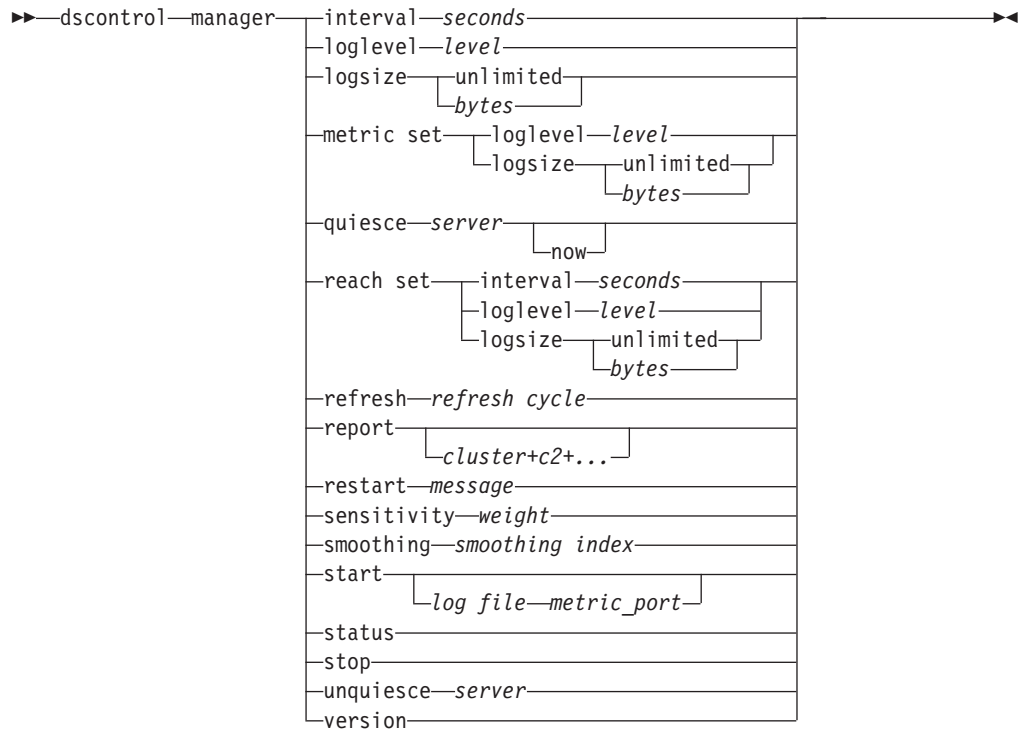 dscontrol manager interval seconds
loglevel level
logsize unlimited
bytes
metric set loglevel level
logsize unlimited
bytes
quiesce server
now
reach set interval seconds
loglevel level
logsize unlimited
bytes
refresh refresh cycle
report
cluster+c2+...
restart message
sensitivity weight
smoothing smoothing index
start
log file metric_port
status
stop
unquiesce server
version